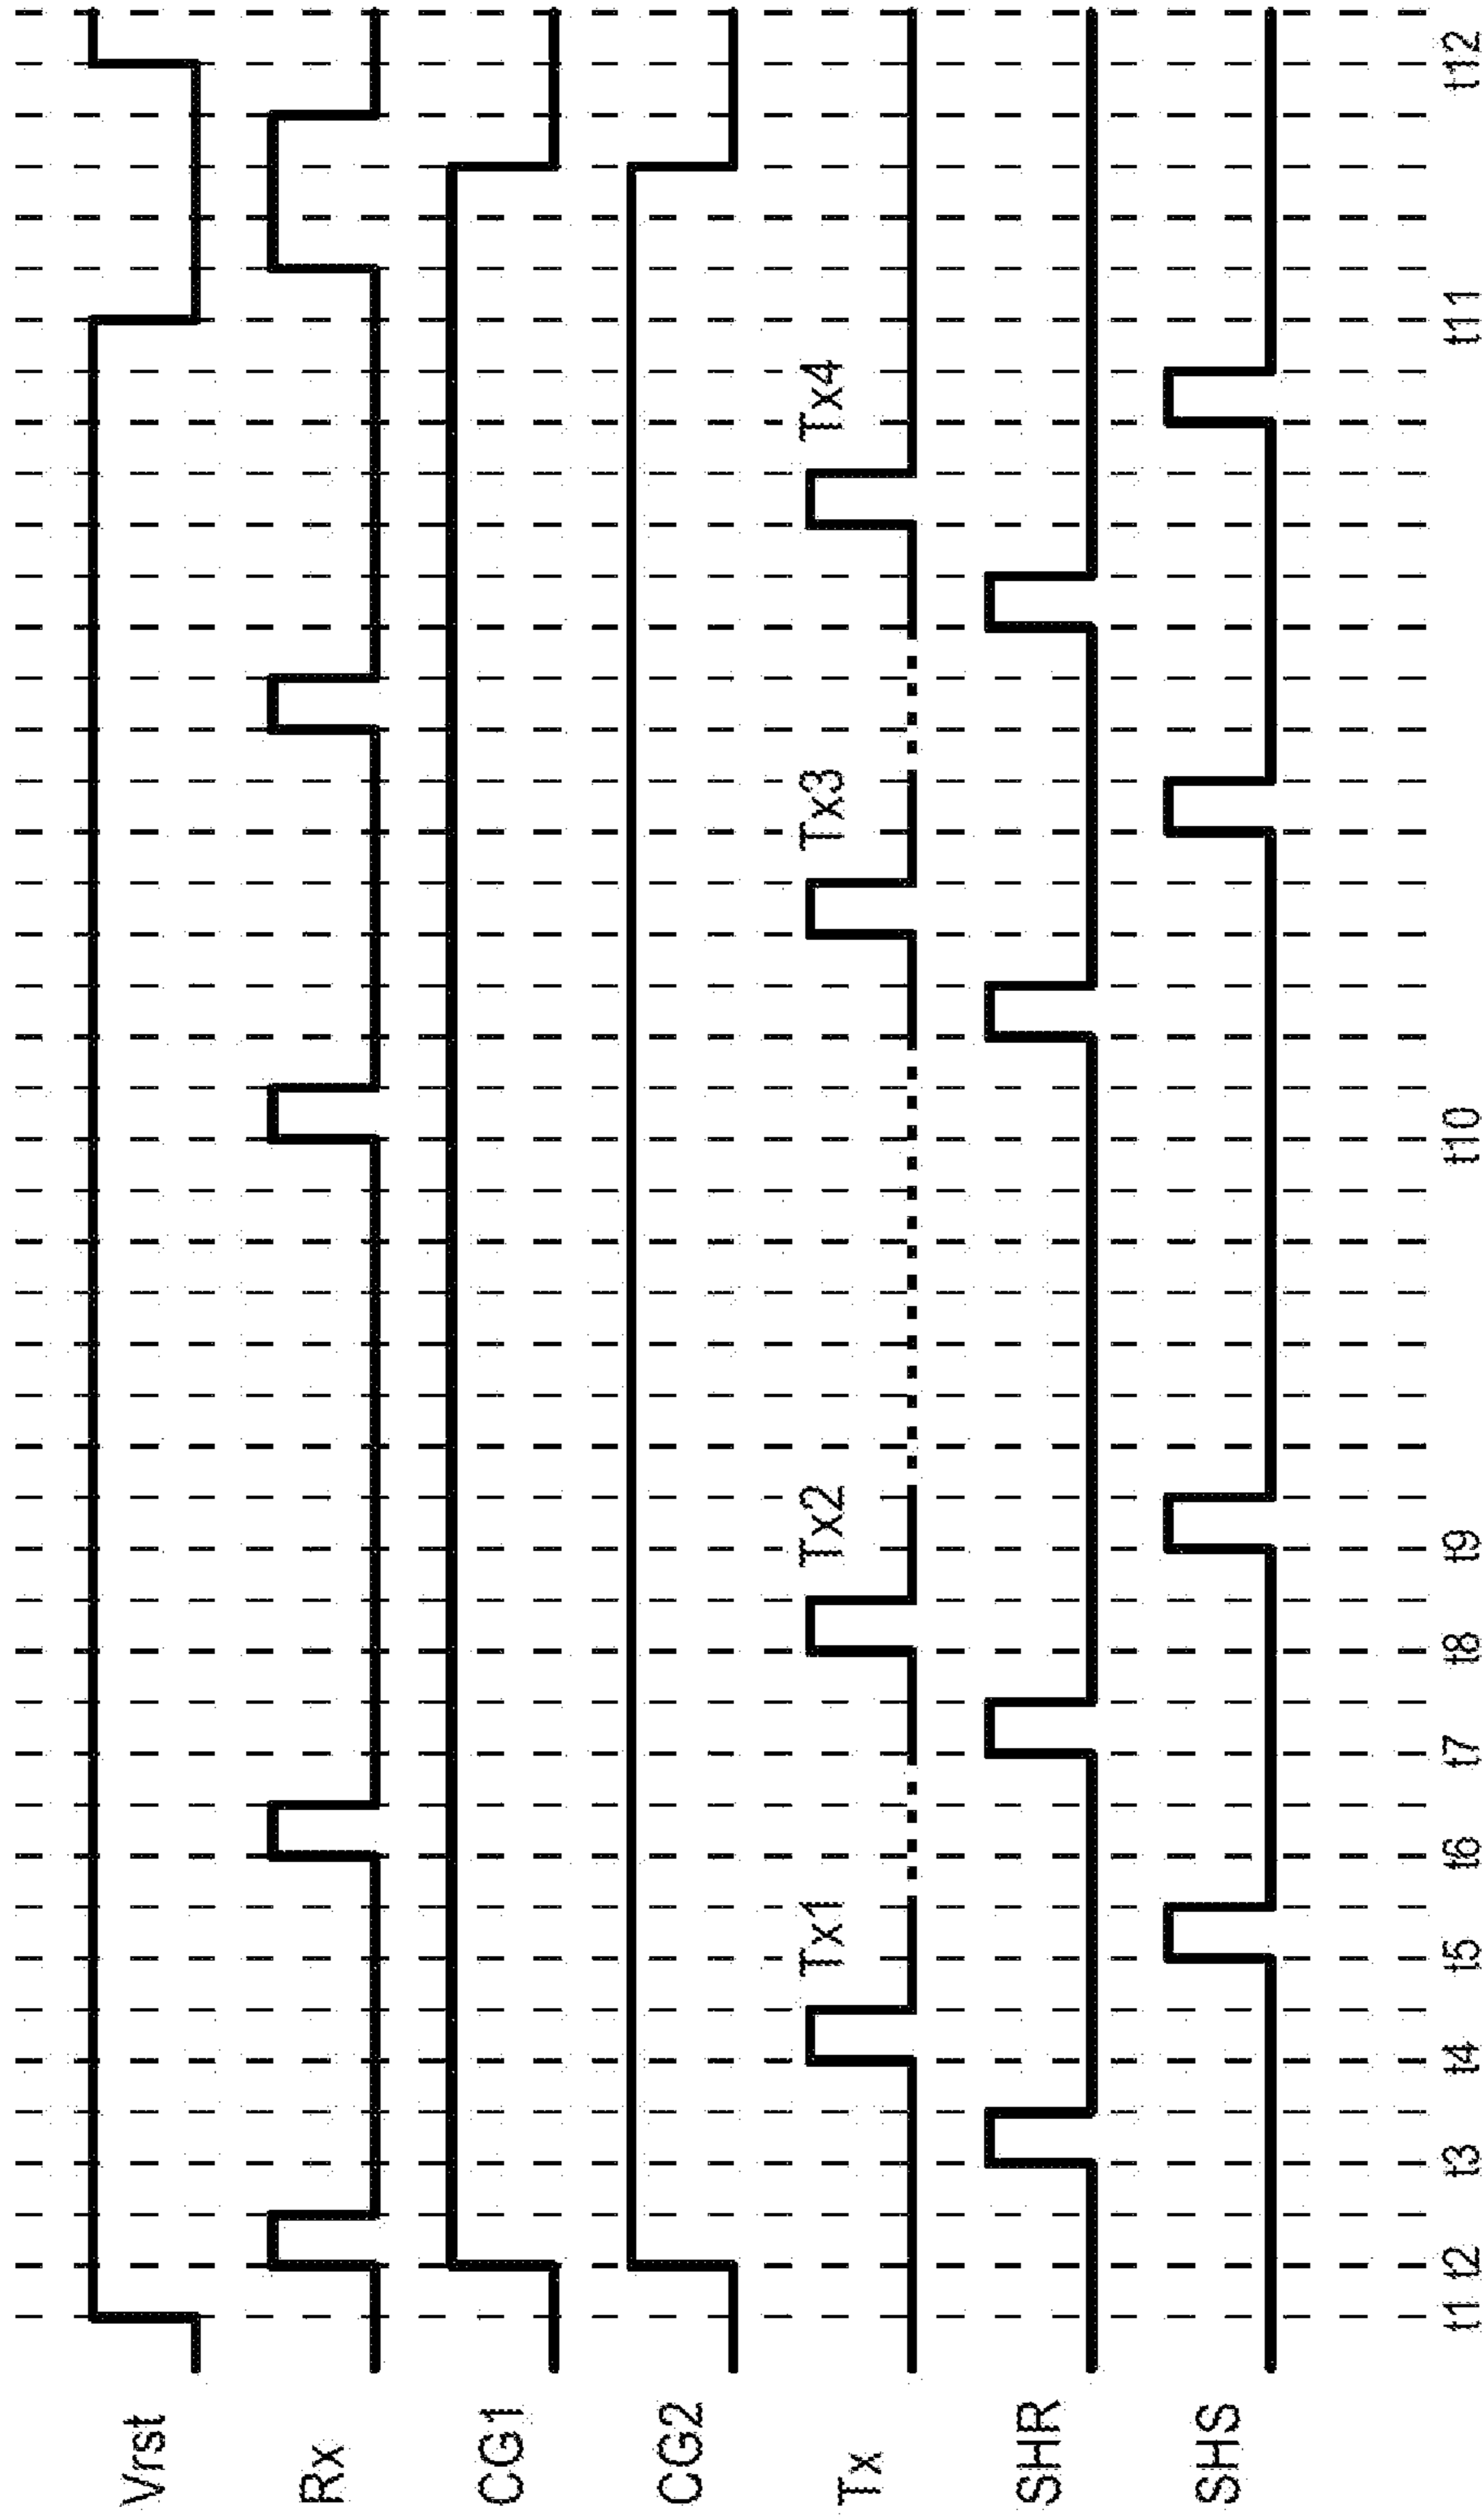 Vrst
Rx
CG1
CG2
Tx1 Tx2 Tx3 Tx4
Tx
SHR
SHS
t1 t2 t3 t4 t5 t6 t7 t8 t9 t10 t11 t12